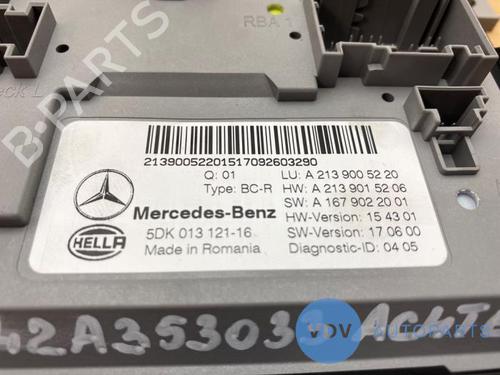 RBA 1
B-PARTS
21390052201517092603290
Q: 01 LU: A 213 900 52 20
Type: BC-R HW: A 213 901 52 06
Mercedes-Benz SW: A 167 902 20 01
HELLA 5DK 013 121-16 HW-Version: 15 43 01
Made in Romania SW-Version: 17 06 00
Diagnostic-ID: 04 05
VDV
AUTOPARTS